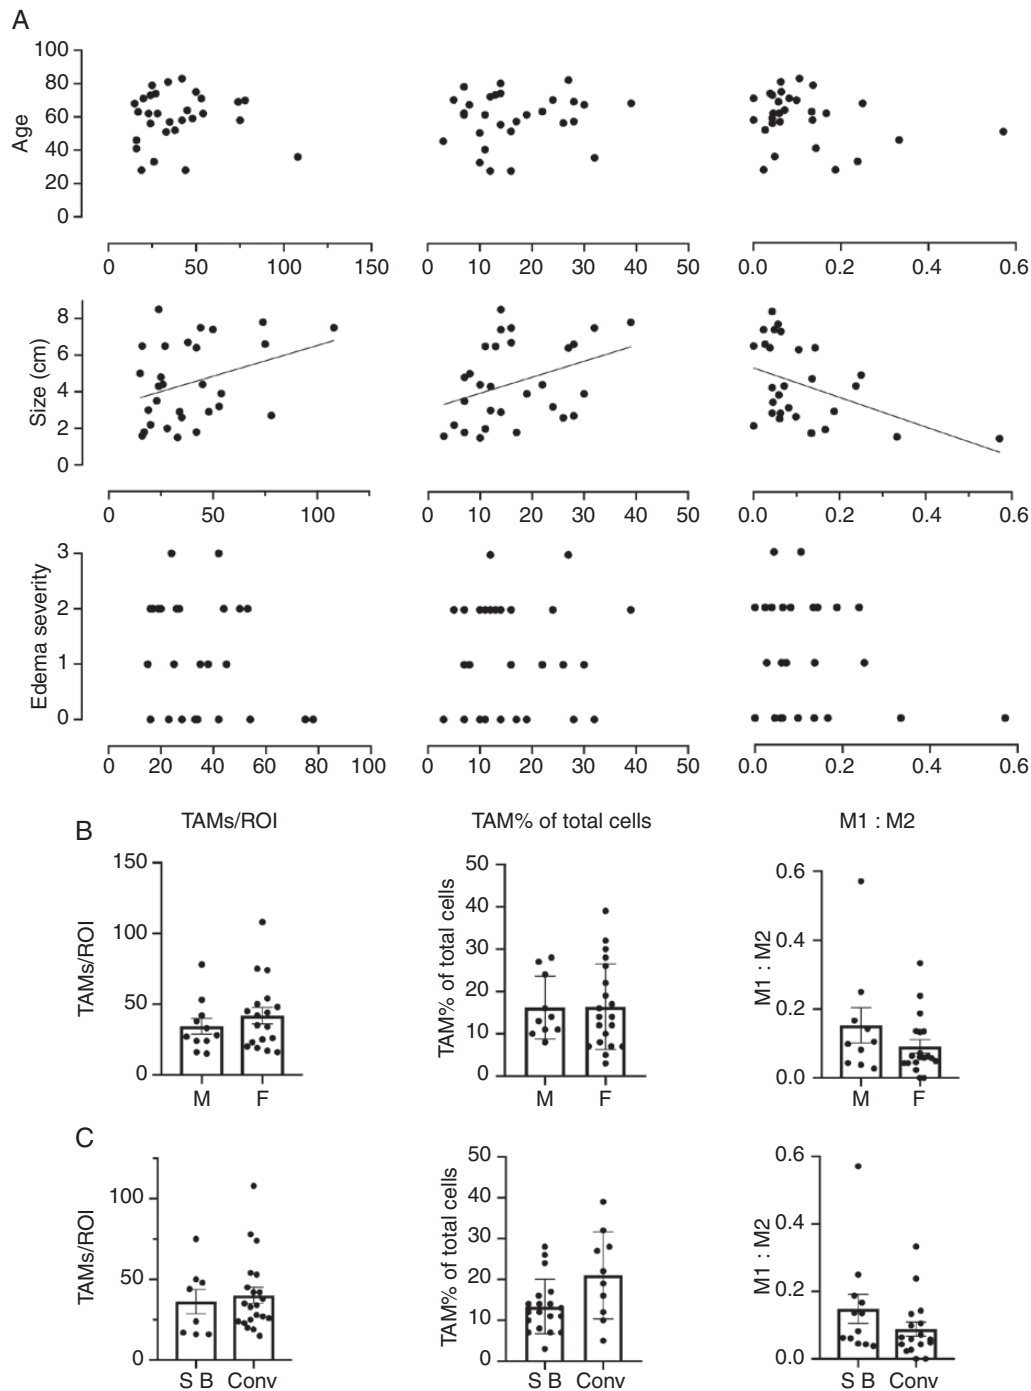 A
Age
100
80
60
40
20
0
0 50 100 150
0 10 20 30 40 50
0.0 0.2 0.4 0.6
Size (cm)
8
6
4
2
0
0 50 100
0 10 20 30 40 50
0.0 0.2 0.4 0.6
Edema severity
3
2
1
0
0 20 40 60 80 100
0 10 20 30 40 50
0.0 0.2 0.4 0.6
TAMs/ROI TAM% of total cells M1 : M2
B
TAMs/ROI
150
100
50
0
M F
TAM% of total cells
50
40
30
20
10
0
M F
M1 : M2
0.6
0.4
0.2
0.0
M F
C
TAMs/ROI
100
50
0
S B Conv
TAM% of total cells
50
40
30
20
10
0
S B Conv
M1 : M2
0.6
0.4
0.2
0.0
S B Conv